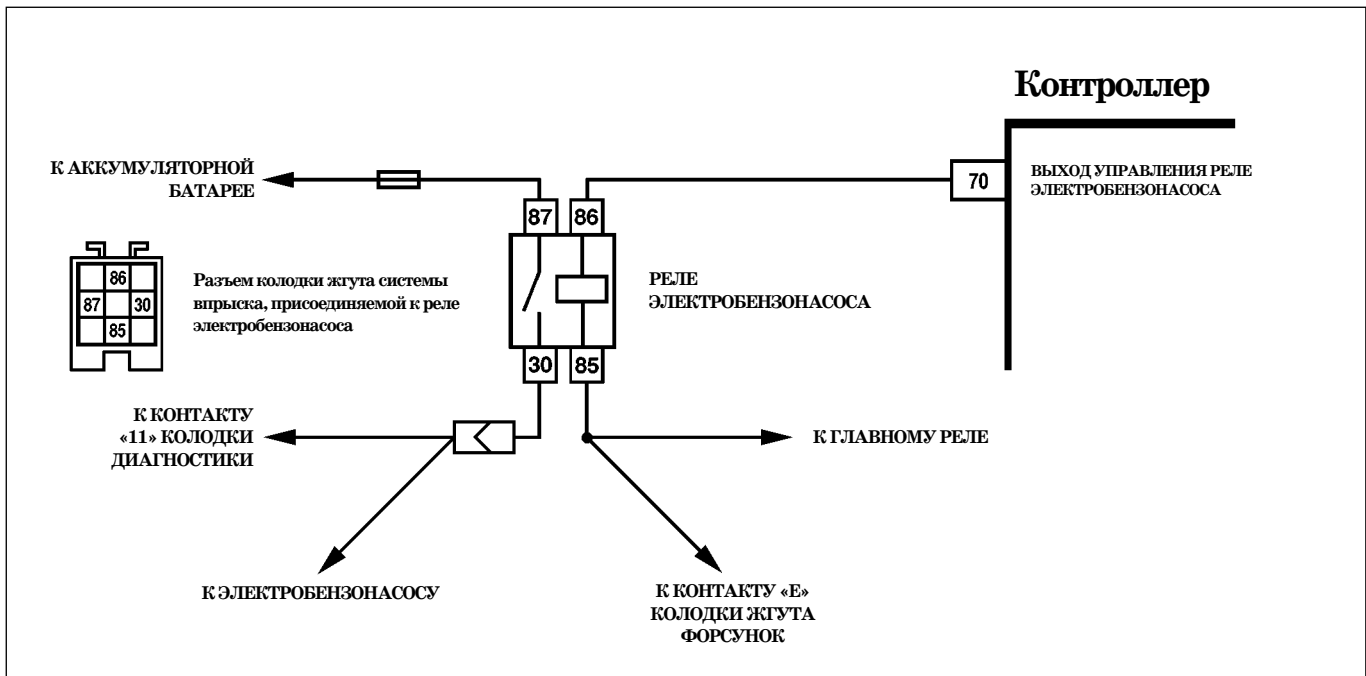 Контроллер
К АККУМУЛЯТОРНОЙ
БАТАРЕЕ
70
ВЫХОД УПРАВЛЕНИЯ РЕЛЕ
ЭЛЕКТРОБЕНЗОНАСОСА
87
86
86
87
30
85
Разъем колодки жгута системы
впрыска, присоединяемой к реле
электробензонасоса
РЕЛЕ
ЭЛЕКТРОБЕНЗОНАСОСА
30
85
К КОНТАКТУ
«11» КОЛОДКИ
ДИАГНОСТИКИ
К ГЛАВНОМУ РЕЛЕ
К ЭЛЕКТРОБЕНЗОНАСОСУ
К КОНТАКТУ «E»
КОЛОДКИ ЖГУТА
ФОРСУНОК